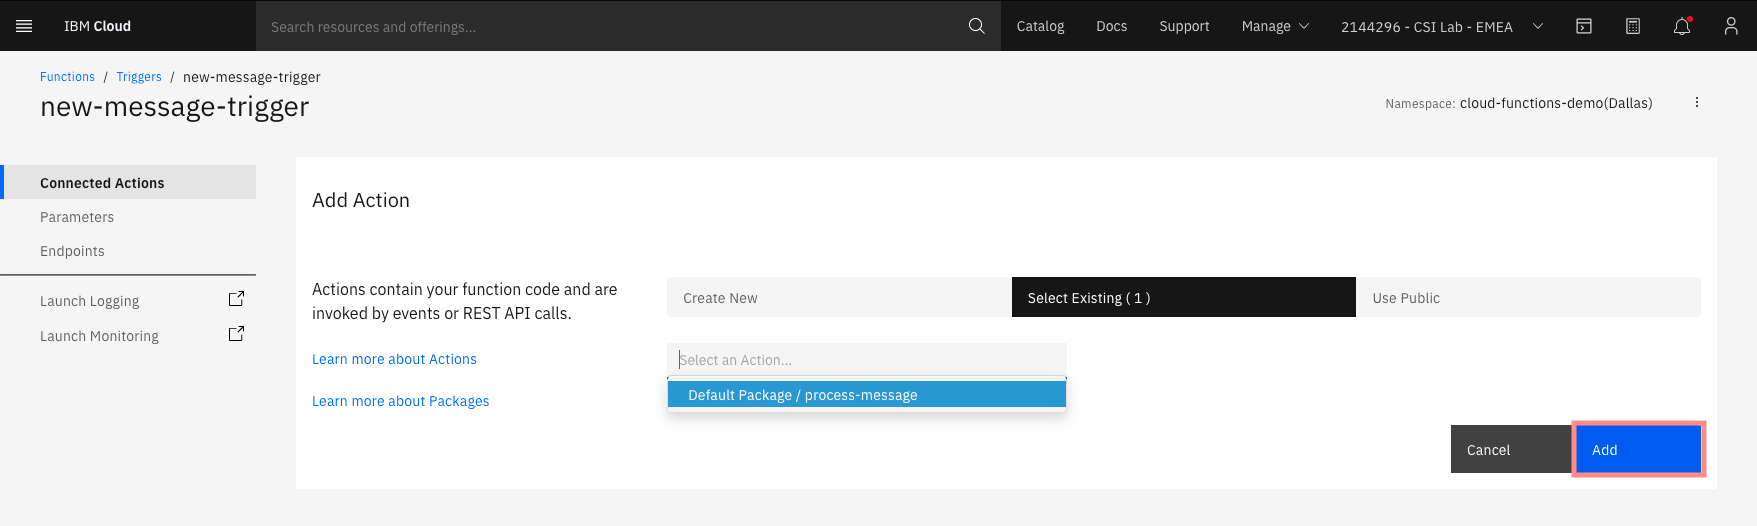 IBM Cloud
Search resources and offerings...
Catalog
Docs
Support
Manage
2144296 - CSI Lab - EMEA
Functions / Triggers / new-message-trigger
new-message-trigger
Namespace: cloud-functions-demo(Dallas)
Connected Actions
Parameters
Endpoints
Launch Logging
Launch Monitoring
Add Action
Actions contain your function code and are
invoked by events or REST API calls.
Learn more about Actions
Learn more about Packages
Create New
Select Existing ( 1 )
Use Public
Select an Action...
Default Package / process-message
Cancel
Add